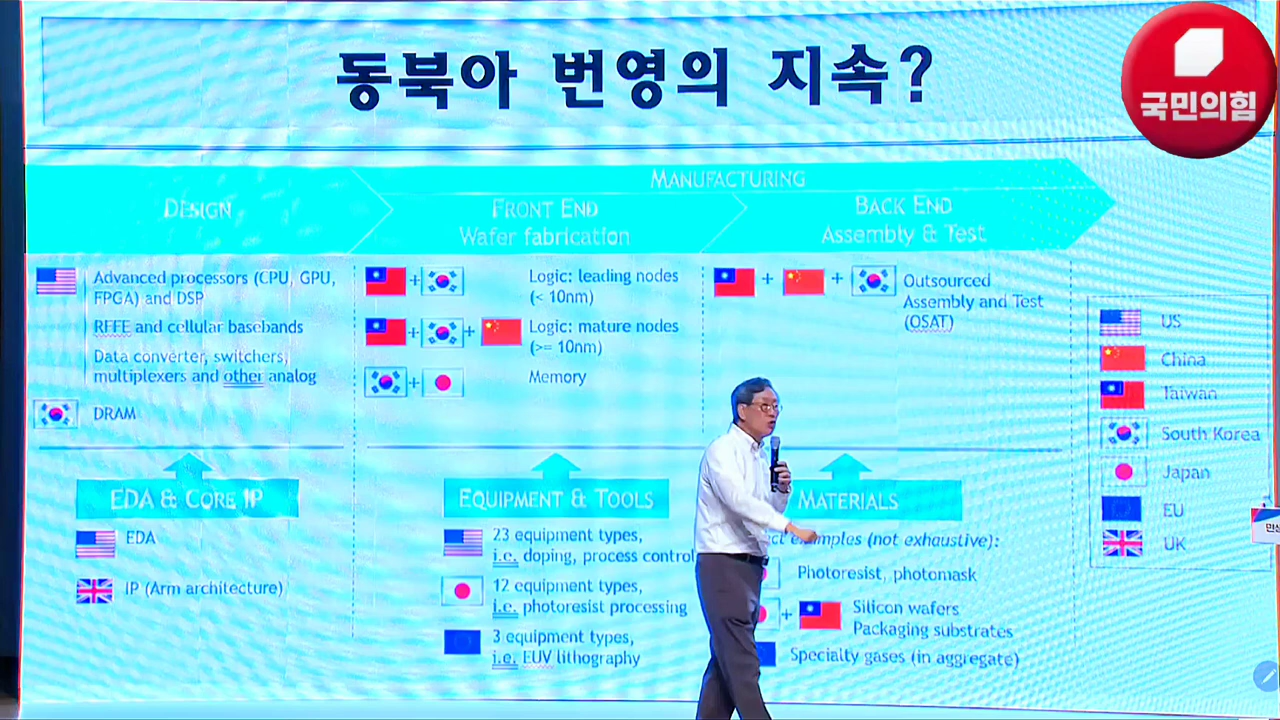 동북아 번영의 지속?
국민의힘
MANUFACTURING
DESIGN
FRONT END
Wafer fabrication
BACK END
Assembly & Test
Advanced processors (CPU, GPU,
FPGA) and DSP
RFFE and cellular basebands
Data converter, switchers,
multiplexers and other analog
DRAM
+
Logic: leading nodes
(< 10nm)
+ +
Logic: mature nodes
(>= 10nm)
+
Memory
+ +
Outsourced
Assembly and Test
(OSAT)
US
China
Taiwan
South Korea
Japan
EU
UK
EDA & CORE IP
EDA
IP (Arm architecture)
EQUIPMENT & TOOLS
23 equipment types,
i.e. doping, process control
12 equipment types,
i.e. photoresist processing
3 equipment types,
i.e. EUV lithography
MATERIALS
examples (not exhaustive):
Photoresist, photomask
+
Silicon wafers
Packaging substrates
Specialty gases (in aggregate)